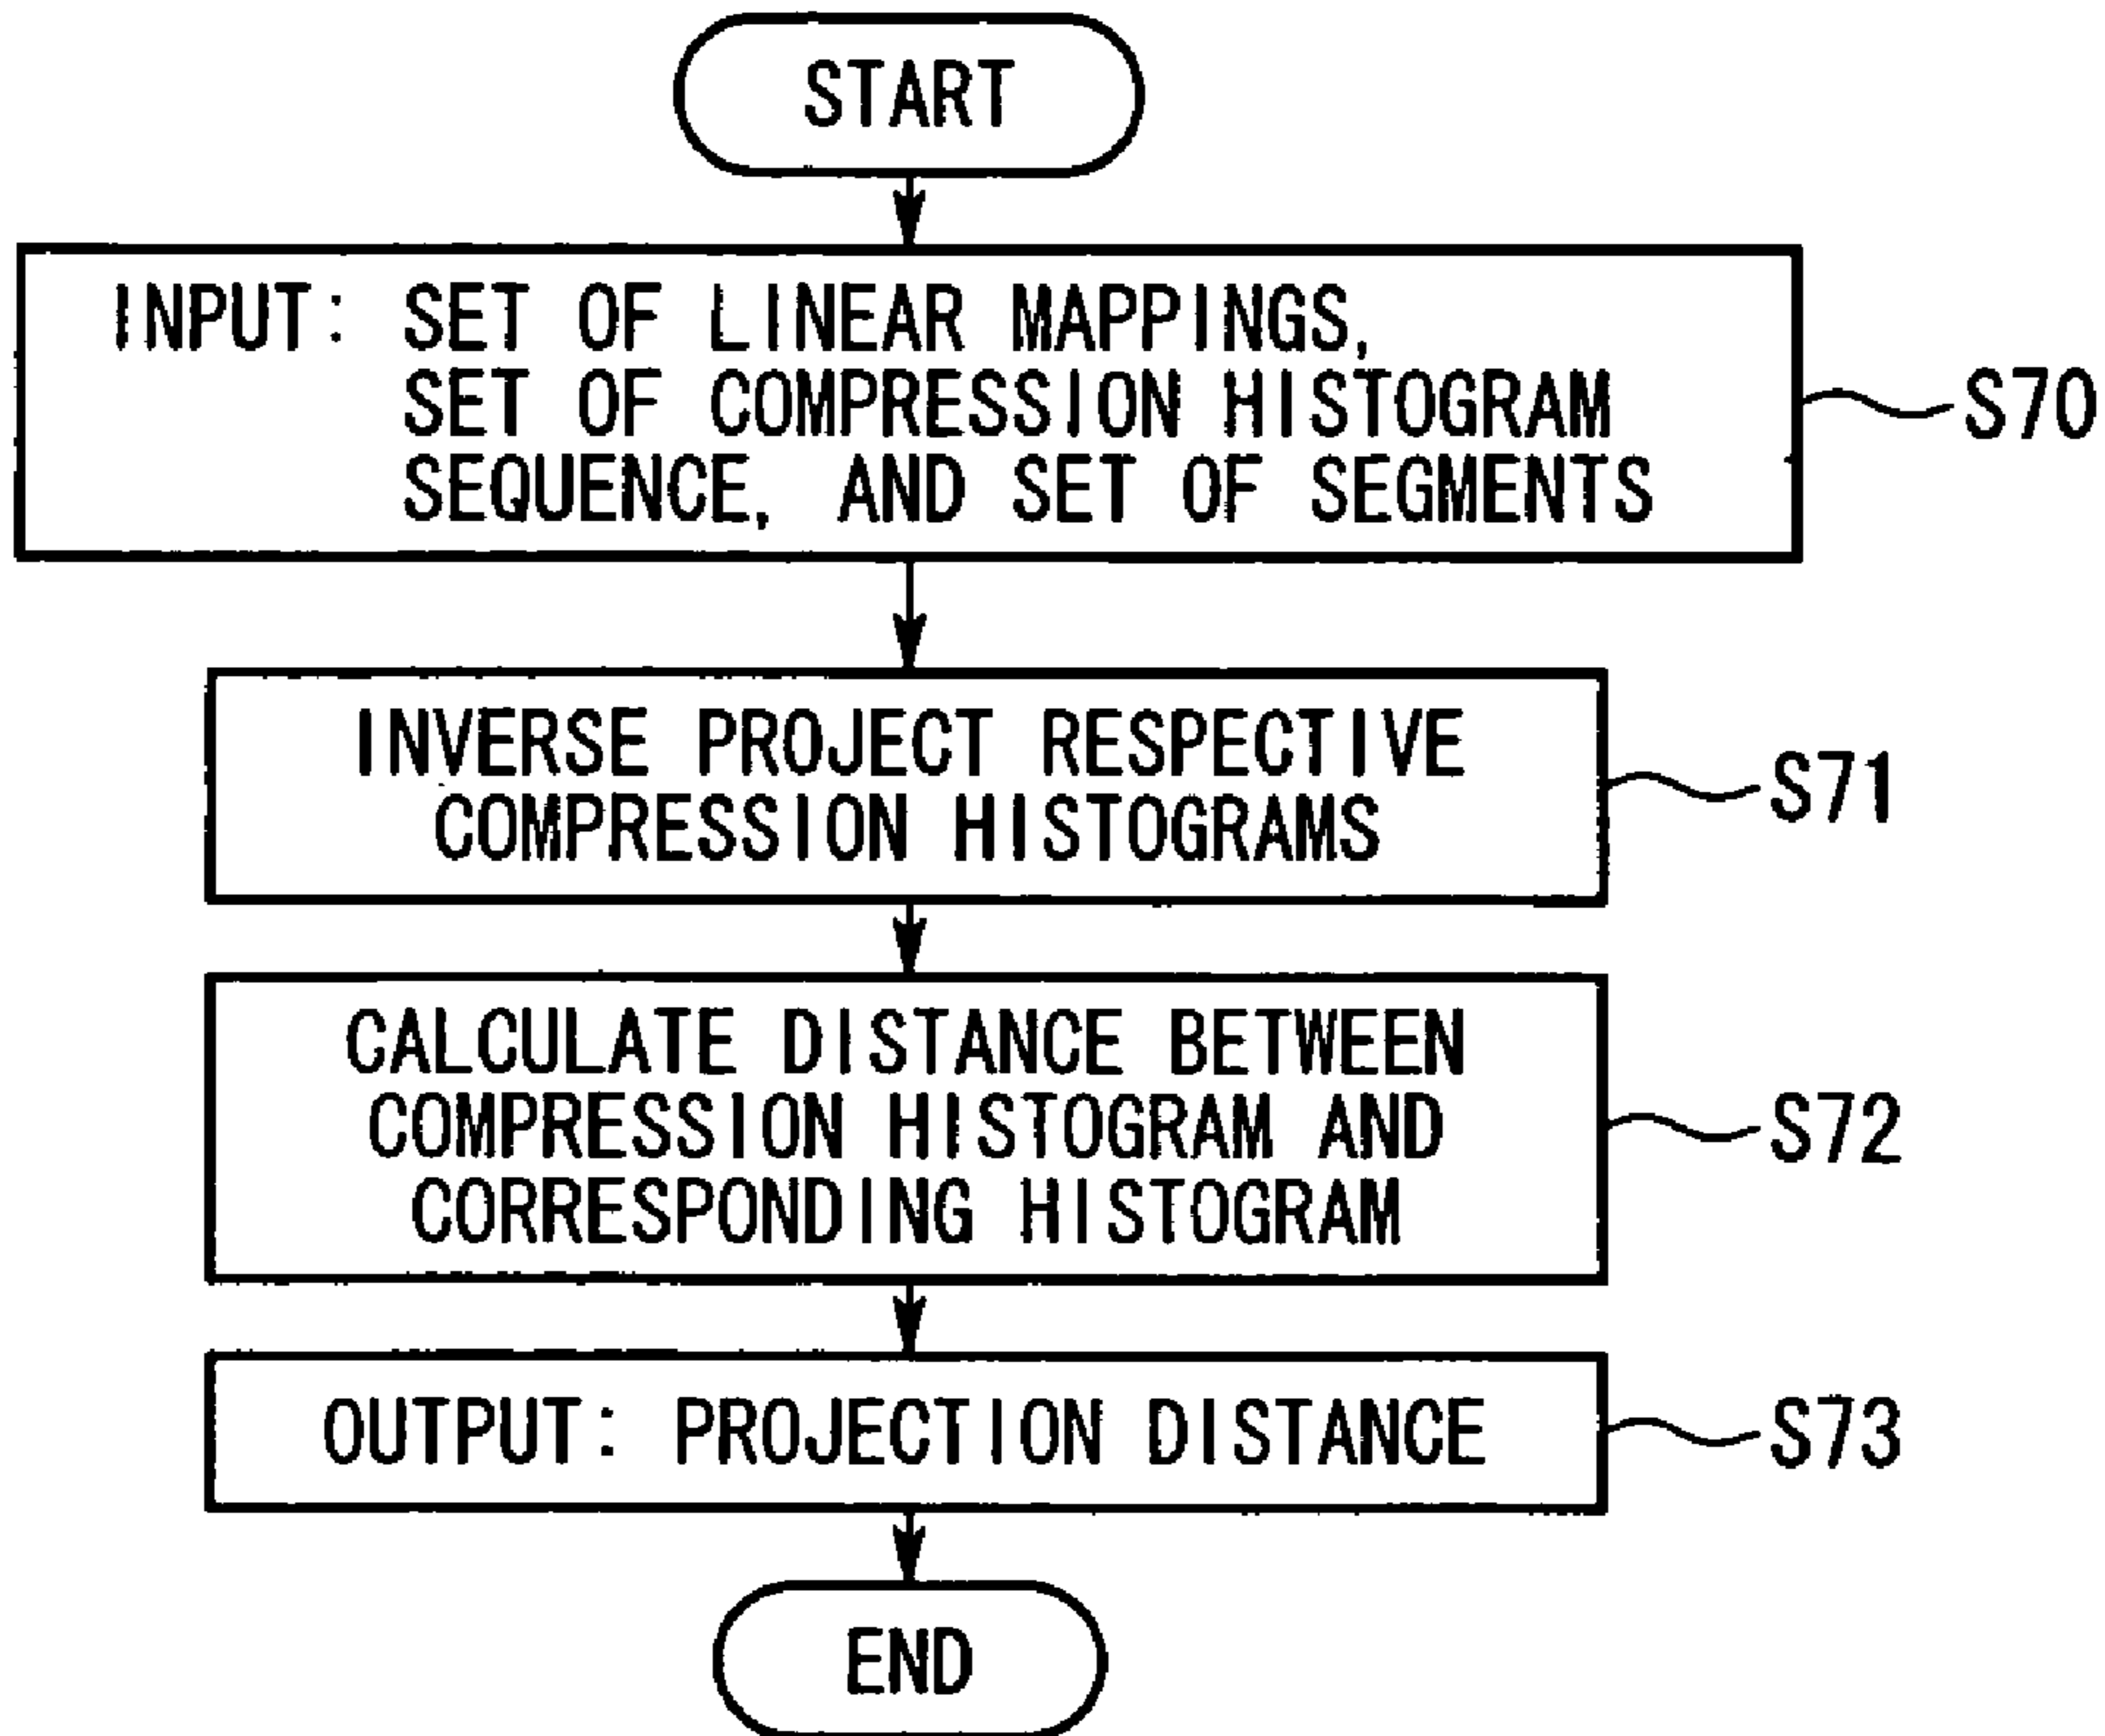 START
INPUT: SET OF LINEAR MAPPINGS,
SET OF COMPRESSION HISTOGRAM
SEQUENCE, AND SET OF SEGMENTS
S70
INVERSE PROJECT RESPECTIVE
COMPRESSION HISTOGRAMS
S71
CALCULATE DISTANCE BETWEEN
COMPRESSION HISTOGRAM AND
CORRESPONDING HISTOGRAM
S72
OUTPUT: PROJECTION DISTANCE
S73
END